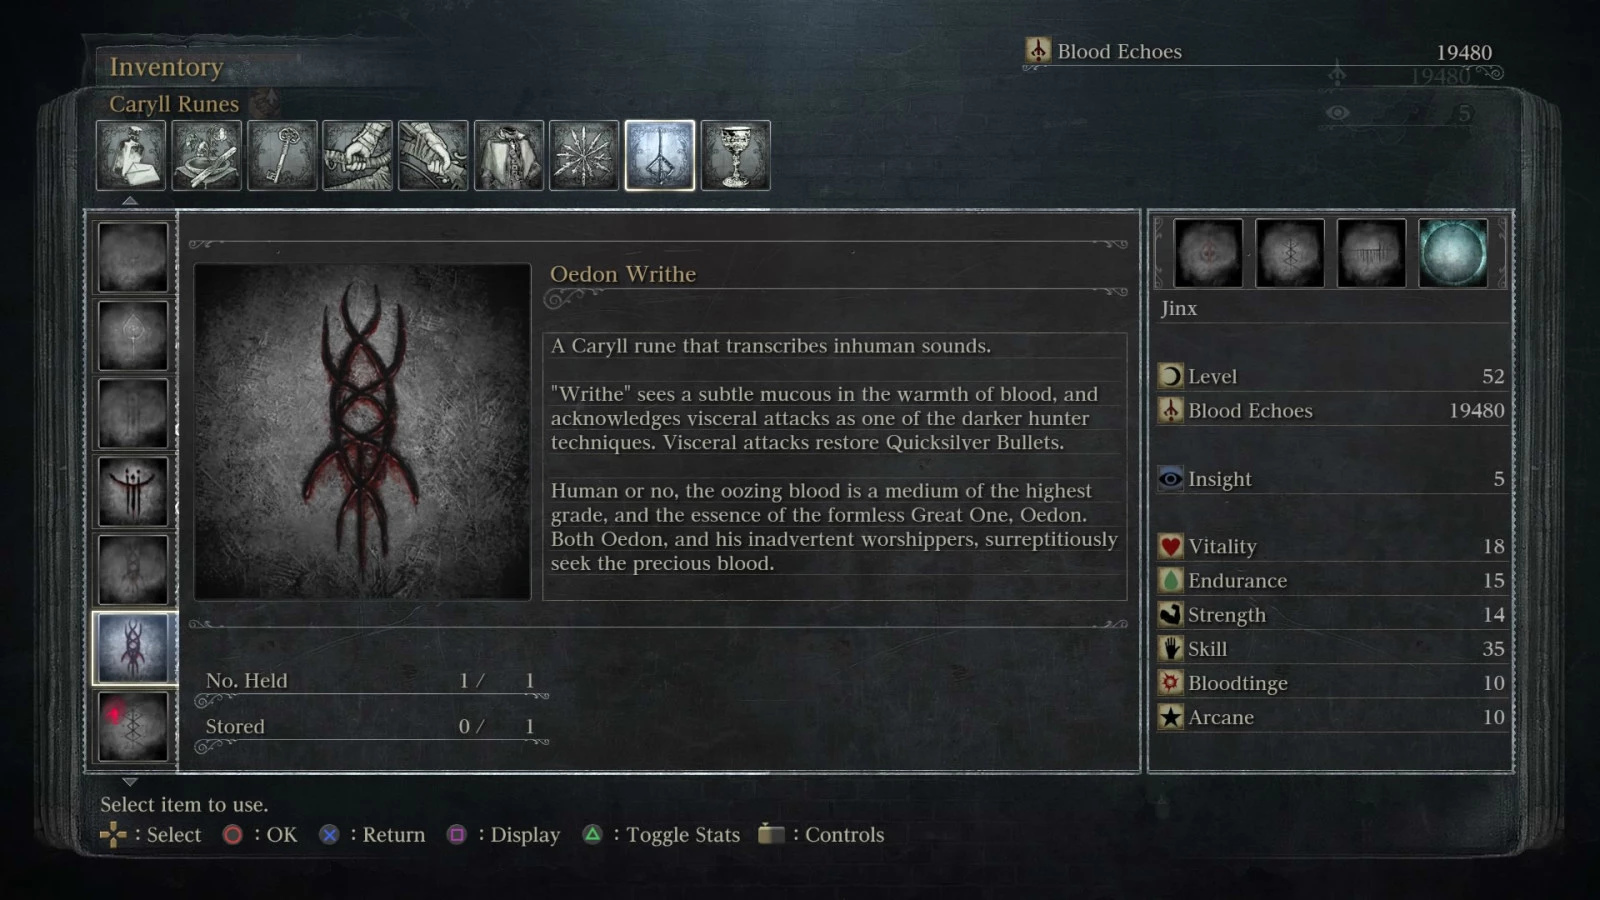 Inventory
Caryll Runes
Blood Echoes 19480
19480
5
Oedon Writhe
A Caryll rune that transcribes inhuman sounds.
"Writhe" sees a subtle mucous in the warmth of blood, and
acknowledges visceral attacks as one of the darker hunter
techniques. Visceral attacks restore Quicksilver Bullets.
Human or no, the oozing blood is a medium of the highest
grade, and the essence of the formless Great One, Oedon.
Both Oedon, and his inadvertent worshippers, surreptitiously
seek the precious blood.
No. Held 1 / 1
Stored 0 / 1
Jinx
Level 52
Blood Echoes 19480
Insight 5
Vitality 18
Endurance 15
Strength 14
Skill 35
Bloodtinge 10
Arcane 10
Select item to use.
: Select : OK : Return : Display : Toggle Stats : Controls